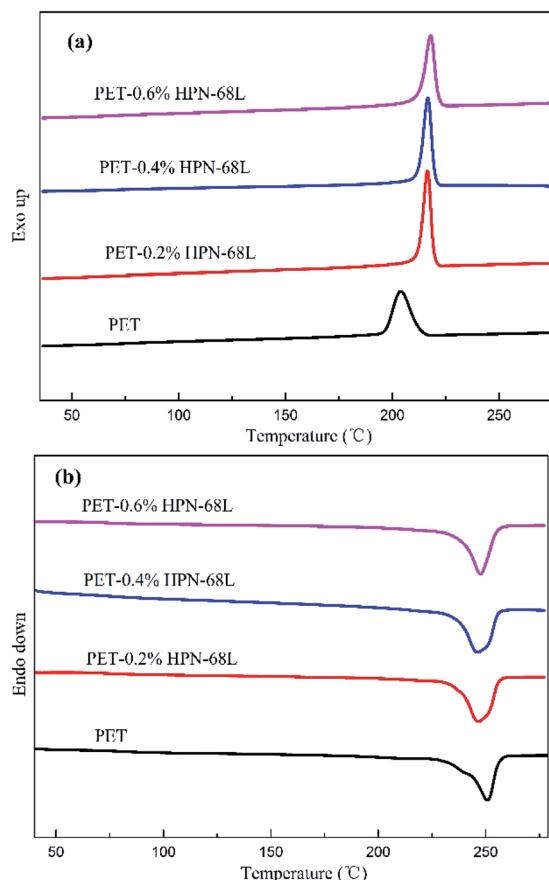 (a)
PET-0.6% HPN-68L
PET-0.4% HPN-68L
PET-0.2% HPN-68L
PET
Exo up
50 100 150 200 250
Temperature (℃)
(b)
PET-0.6% HPN-68L
PET-0.4% HPN-68L
PET-0.2% HPN-68L
PET
Endo down
50 100 150 200 250
Temperature (℃)